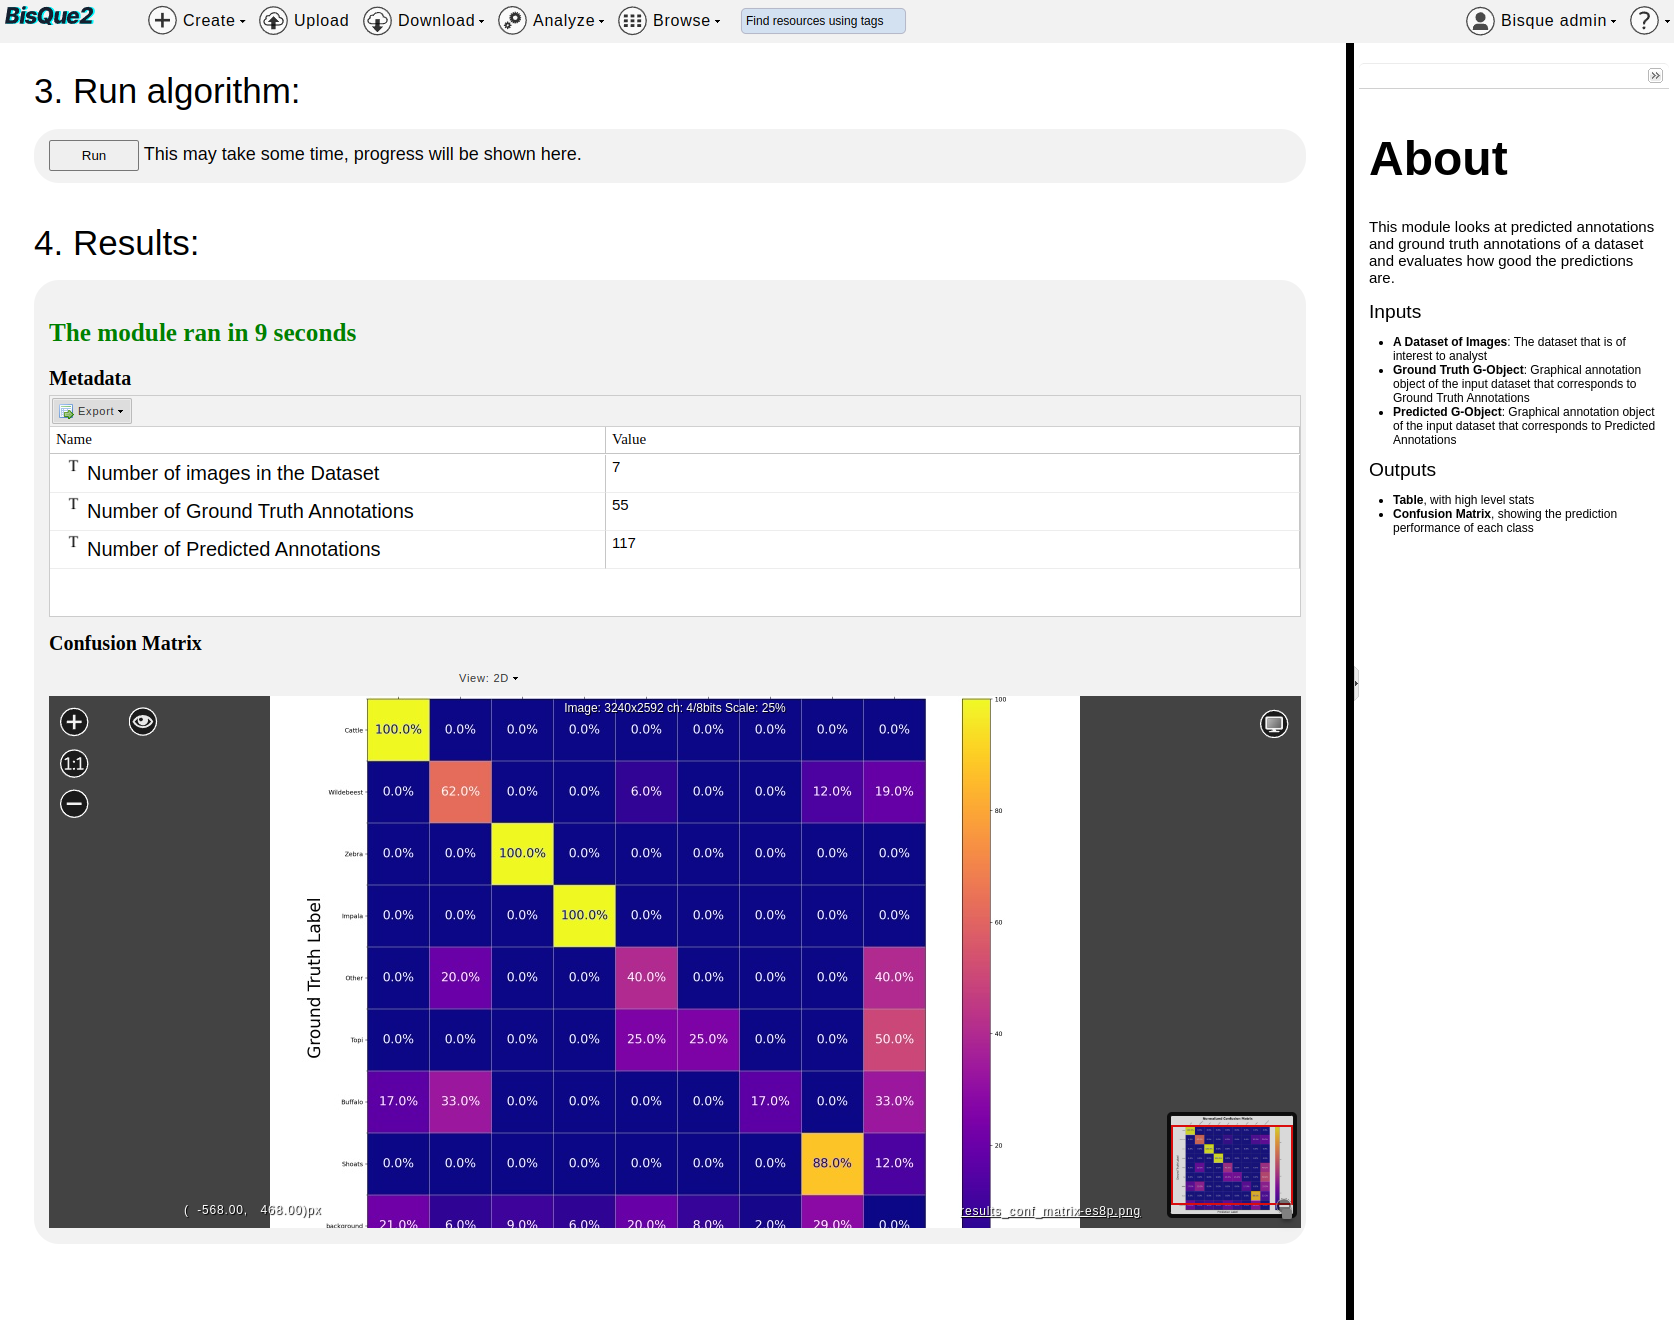 BisQue2 Create Upload Download Analyze Browse Find resources using tags Bisque admin ?
3. Run algorithm:
Run This may take some time, progress will be shown here.
4. Results:
The module ran in 9 seconds
Metadata
Export
Name Value
T Number of images in the Dataset 7
T Number of Ground Truth Annotations 55
T Number of Predicted Annotations 117
Confusion Matrix
View: 2D
Image: 3240x2592 ch: 4/8bits Scale: 25%
1:1
Ground Truth Label
Cattle 100.0% 0.0% 0.0% 0.0% 0.0% 0.0% 0.0% 0.0% 0.0%
Wildebeest 0.0% 62.0% 0.0% 0.0% 6.0% 0.0% 0.0% 12.0% 19.0%
Zebra 0.0% 0.0% 100.0% 0.0% 0.0% 0.0% 0.0% 0.0% 0.0%
Impala 0.0% 0.0% 0.0% 100.0% 0.0% 0.0% 0.0% 0.0% 0.0%
Other 0.0% 20.0% 0.0% 0.0% 40.0% 0.0% 0.0% 0.0% 40.0%
Topi 0.0% 0.0% 0.0% 0.0% 25.0% 25.0% 0.0% 0.0% 50.0%
Buffalo 17.0% 33.0% 0.0% 0.0% 0.0% 0.0% 17.0% 0.0% 33.0%
Shoats 0.0% 0.0% 0.0% 0.0% 0.0% 0.0% 0.0% 88.0% 12.0%
background 21.0% 6.0% 9.0% 6.0% 20.0% 8.0% 2.0% 29.0% 0.0%
100
80
60
40
20
( -568.00, 468.00)px
results_conf_matrix-es8p.png
About
This module looks at predicted annotations
and ground truth annotations of a dataset
and evaluates how good the predictions
are.
Inputs
A Dataset of Images: The dataset that is of
interest to analyst
Ground Truth G-Object: Graphical annotation
object of the input dataset that corresponds to
Ground Truth Annotations
Predicted G-Object: Graphical annotation object
of the input dataset that corresponds to Predicted
Annotations
Outputs
Table, with high level stats
Confusion Matrix, showing the prediction
performance of each class